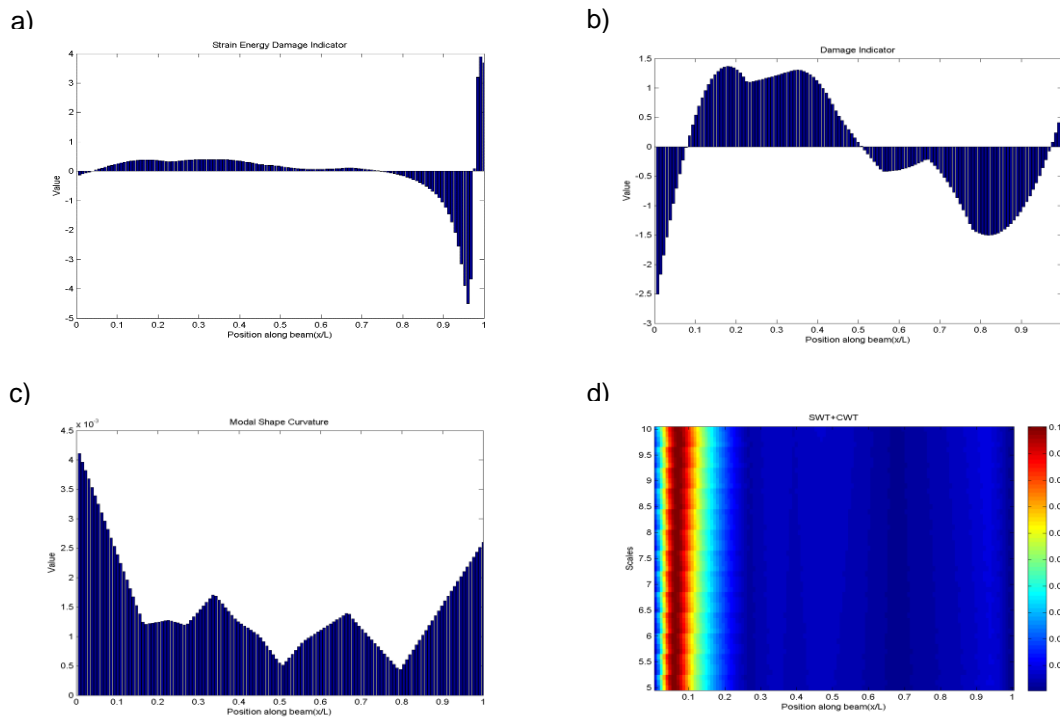 a)
Strain Energy Damage Indicator
4
3
2
1
0
-1
-2
-3
-4
-5
Value
0 0.1 0.2 0.3 0.4 0.5 0.6 0.7 0.8 0.9 1
Position along beam(x/L)
b)
Damage Indicator
1.5
1
0.5
0
-0.5
-1
-1.5
-2
-2.5
-3
Value
0 0.1 0.2 0.3 0.4 0.5 0.6 0.7 0.8 0.9
Position along beam(x/L)
c)
Modal Shape Curvature
x 10⁻³
4.5
4
3.5
3
2.5
2
1.5
1
0.5
0
Value
0 0.1 0.2 0.3 0.4 0.5 0.6 0.7 0.8 0.9 1
Position along beam(x/L)
d)
SWT+CWT
10
9.5
9
8.5
8
7.5
7
6.5
6
5.5
5
Scales
0.1 0.2 0.3 0.4 0.5 0.6 0.7 0.8 0.9 1
Position along beam(x/L)